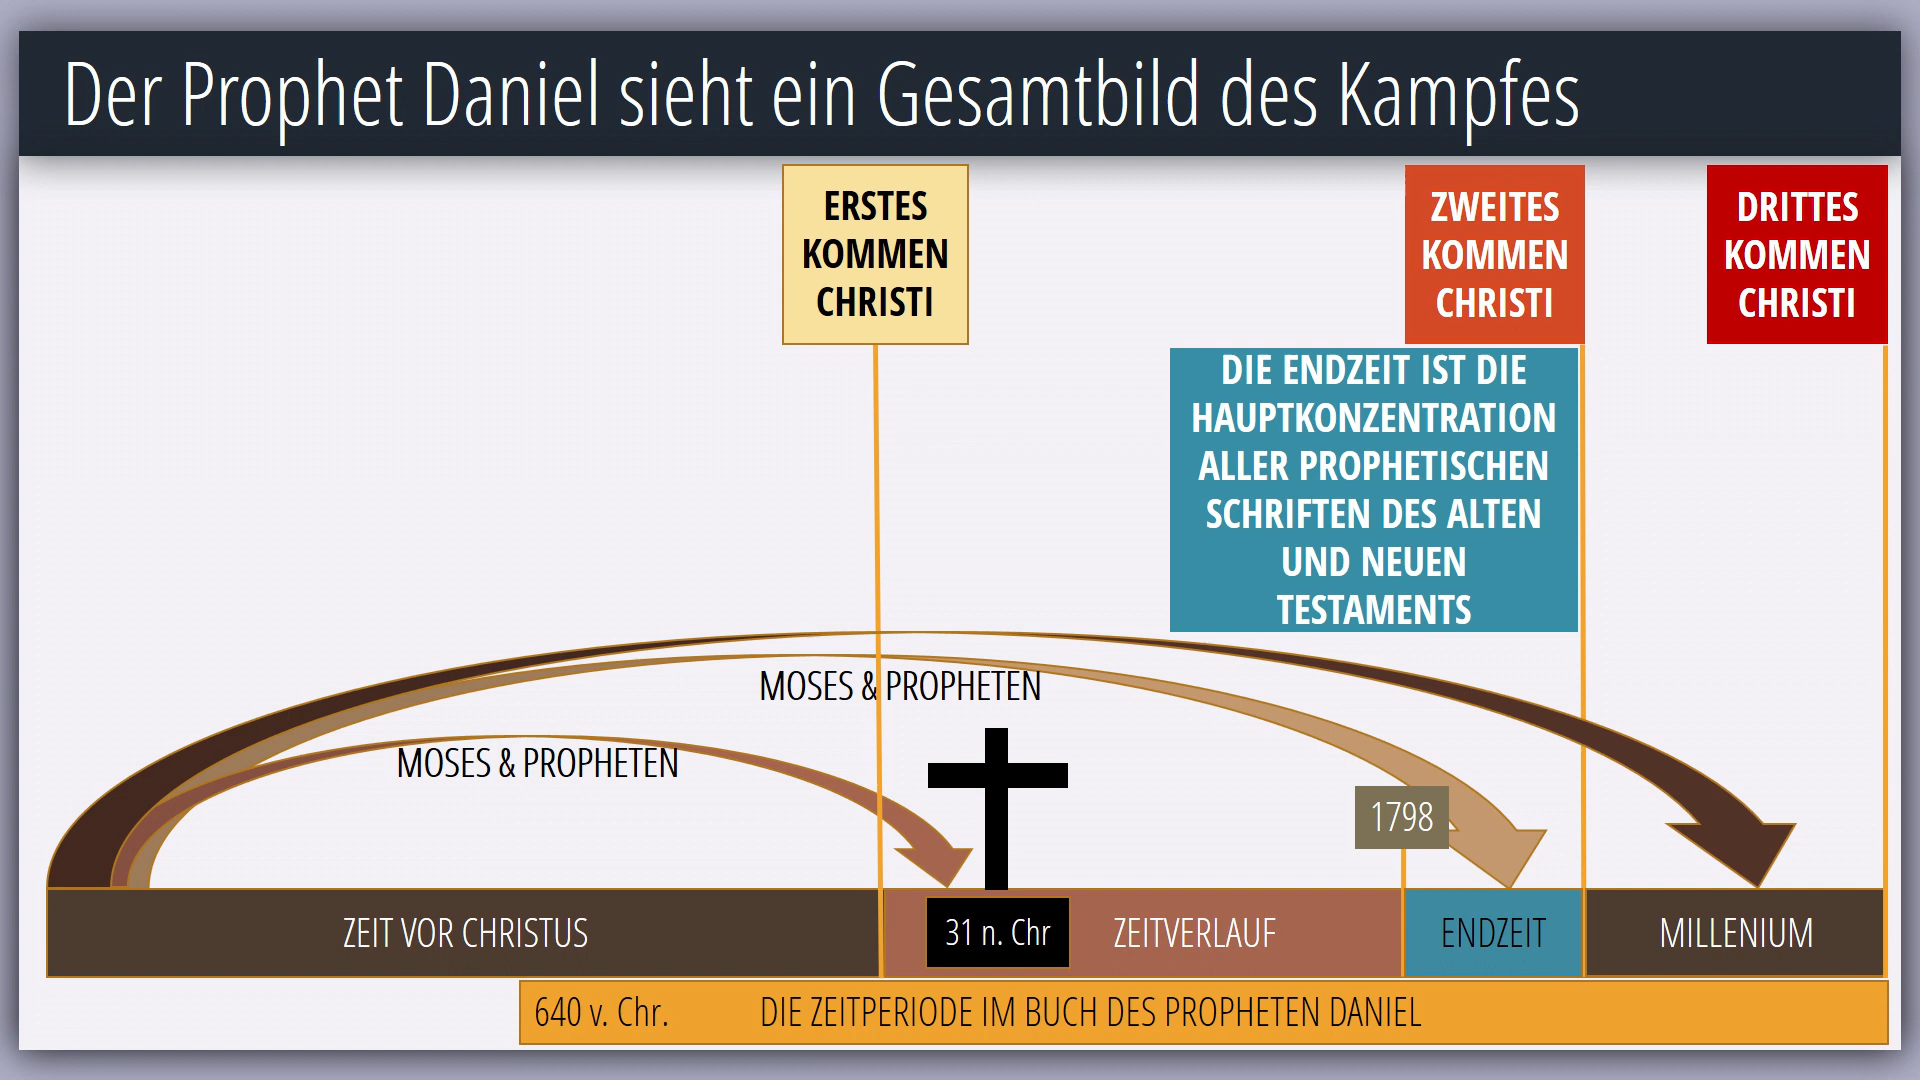 Der Prophet Daniel sieht ein Gesamtbild des Kampfes
ERSTES
KOMMEN
CHRISTI
ZWEITES
KOMMEN
CHRISTI
DRITTES
KOMMEN
CHRISTI
DIE ENDZEIT IST DIE
HAUPTKONZENTRATION
ALLER PROPHETISCHEN
SCHRIFTEN DES ALTEN
UND NEUEN
TESTAMENTS
MOSES & PROPHETEN
MOSES & PROPHETEN
1798
ZEIT VOR CHRISTUS
31 n. Chr
ZEITVERLAUF
ENDZEIT
MILLENIUM
640 v. Chr.
DIE ZEITPERIODE IM BUCH DES PROPHETEN DANIEL